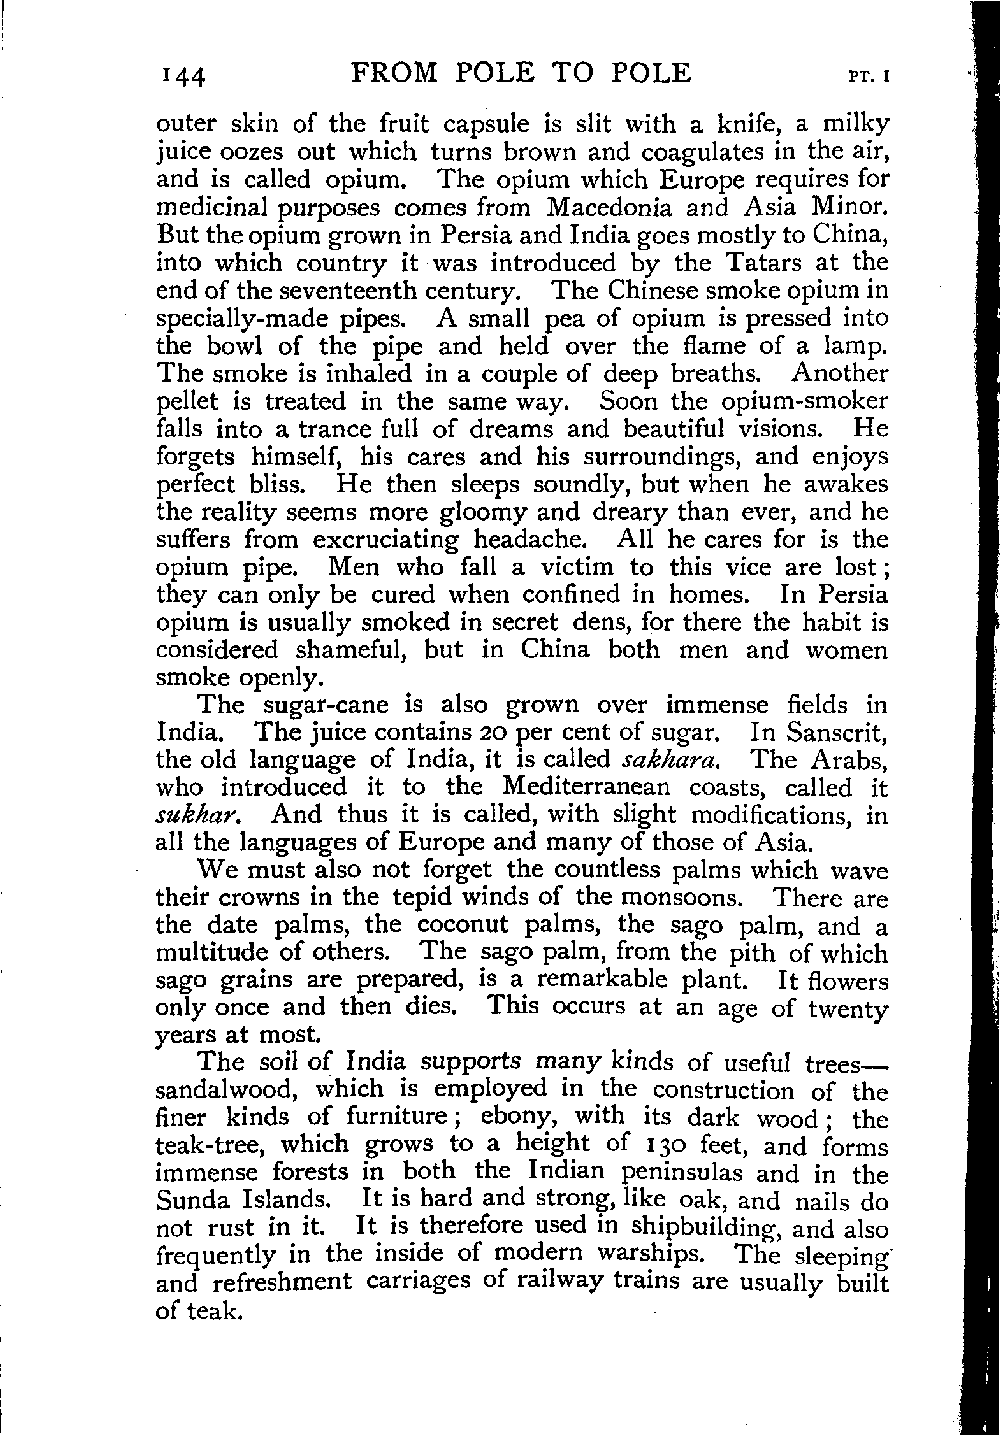 144 FROM POLE TO POLE PT. I
outer skin of the fruit capsule is slit with a knife, a milky
juice oozes out which turns brown and coagulates in the air,
and is called opium. The opium which Europe requires for
medicinal purposes comes from Macedonia and Asia Minor.
But the opium grown in Persia and India goes mostly to China,
into which country it was introduced by the Tatars at the
end of the seventeenth century. The Chinese smoke opium in
specially-made pipes. A small pea of opium is pressed into
the bowl of the pipe and held over the flame of a lamp.
The smoke is inhaled in a couple of deep breaths. Another
pellet is treated in the same way. Soon the opium-smoker
falls into a trance full of dreams and beautiful visions. He
forgets himself, his cares and his surroundings, and enjoys
perfect bliss. He then sleeps soundly, but when he awakes
the reality seems more gloomy and dreary than ever, and he
suffers from excruciating headache. All he cares for is the
opium pipe. Men who fall a victim to this vice are lost;
they can only be cured when confined in homes. In Persia
opium is usually smoked in secret dens, for there the habit is
considered shameful, but in China both men and women
smoke openly.
The sugar-cane is also grown over immense fields in
India. The juice contains 20 per cent of sugar. In Sanscrit,
the old language of India, it is called sakhara. The Arabs,
who introduced it to the Mediterranean coasts, called it
sukhar. And thus it is called, with slight modifications, in
all the languages of Europe and many of those of Asia.
We must also not forget the countless palms which wave
their crowns in the tepid winds of the monsoons. There are
the date palms, the coconut palms, the sago palm, and a
multitude of others. The sago palm, from the pith of which
sago grains are prepared, is a remarkable plant. It flowers
only once and then dies. This occurs at an age of twenty
years at most.
The soil of India supports many kinds of useful trees—
sandalwood, which is employed in the construction of the
finer kinds of furniture; ebony, with its dark wood; the
teak-tree, which grows to a height of 130 feet, and forms
immense forests in both the Indian peninsulas and in the
Sunda Islands. It is hard and strong, like oak, and nails do
not rust in it. It is therefore used in shipbuilding, and also
frequently in the inside of modern warships. The sleeping
and refreshment carriages of railway trains are usually built
of teak.